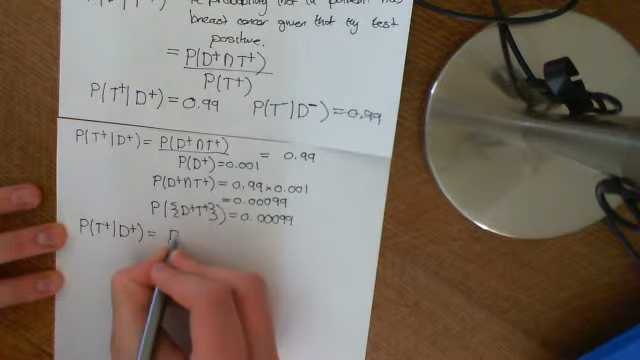 probability that a patient has
breast cancer given that they test
positive.
= P(D+∩T+)
P(T+)
P(T+|D+)=0.99 P(T-|D-)=0.99
P(T+|D+) = P(D+∩T+) = 0.99
P(D+)=0.001
P(D+∩T+)=0.99×0.001
=0.00099
P({D+T+})=0.00099
P(T+|D+)=